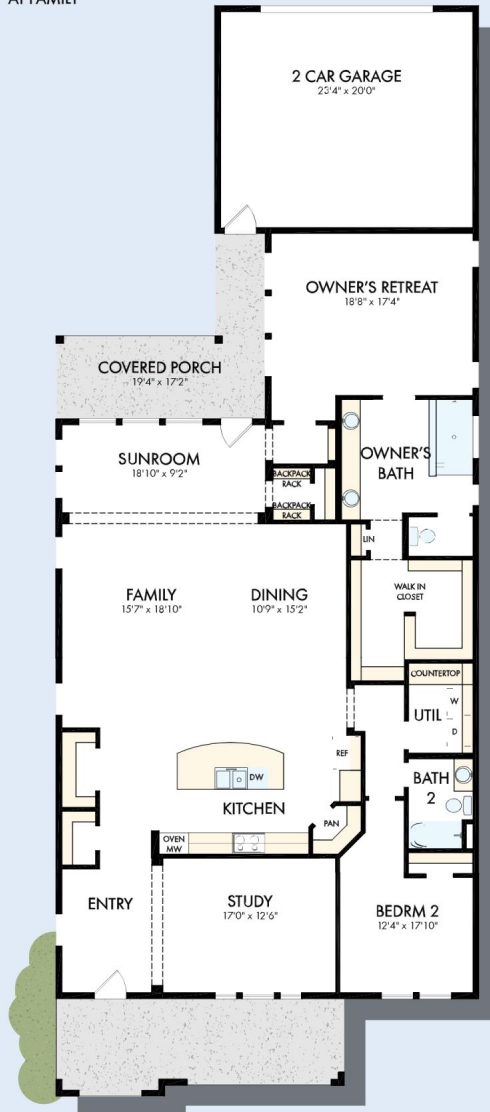 AT FAMILY
2 CAR GARAGE
23'4" x 20'0"
OWNER'S RETREAT
18'8" x 17'4"
COVERED PORCH
19'4" x 17'2"
OWNER'S
BATH
SUNROOM
18'10" x 9'2"
BACKPACK
RACK
BACKPACK
RACK
LIN
WALK IN
CLOSET
FAMILY
15'7" x 18'10"
DINING
10'9" x 15'2"
COUNTERTOP
UTIL
W
D
REF
DW
BATH
2
KITCHEN
PAN
OVEN
MW
ENTRY
STUDY
17'0" x 12'6"
BEDRM 2
12'4" x 17'10"